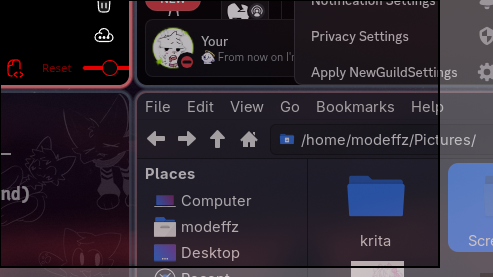 NEW
Notification Settings
Your
Privacy Settings
From now on I'm
Reset
Apply NewGuildSettings
File Edit View Go Bookmarks Help
/home/modeffz/Pictures/
nd)
Places
Computer
modeffz
Desktop
krita
Scre
Recent